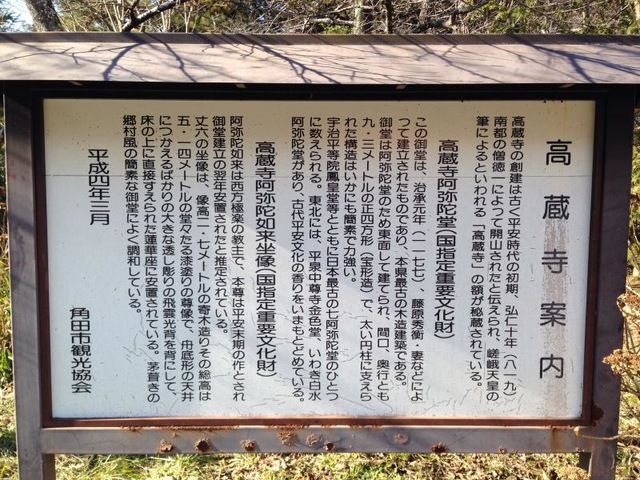 高蔵寺案内
高蔵寺の創建は古く平安時代の初期、弘仁十年（八一九）
南都の僧徳一によって開山されたと伝えられ、嵯峨天皇の
筆によるといわれる「高蔵寺」の額が秘蔵されている。
高蔵寺阿弥陀堂（国指定重要文化財）
この御堂は、治承元年（一一七七）、藤原秀衡・妻などによ
って建立されたものであり、本県最古の木造建築である。
御堂は阿弥陀堂のため東面して建てられ、間口、奥行とも
九・三メートルの正四方形（宝形造）で、太い円柱に支えら
れた構造はいかにも簡素で力強い。
宇治平等院鳳凰堂等とともに日本最古の七阿弥陀堂のひとつ
に数えられる。東北には、平泉中尊寺金色堂、いわき白水
阿弥陀堂があり、古代平安文化の香りをいまもとどめている。
高蔵寺阿弥陀如来坐像（国指定重要文化財）
阿弥陀如来は西方極楽の教主で、本尊は平安末期の作とされ
御堂建立の翌年安置されたと推定されている。
丈六の坐像は、像高二・七メートルの寄木造りその総高は
五・一四メートルの堂々たる漆塗りの尊像で、舟底形の天井
につかえるばかりの大きな透し彫りの飛雲光背を背にして、
床の上に直接すえられた蓮華座に安置されている。茅葺きの
郷村風の簡素な御堂によく調和している。
平成四年三月
角田市観光協会